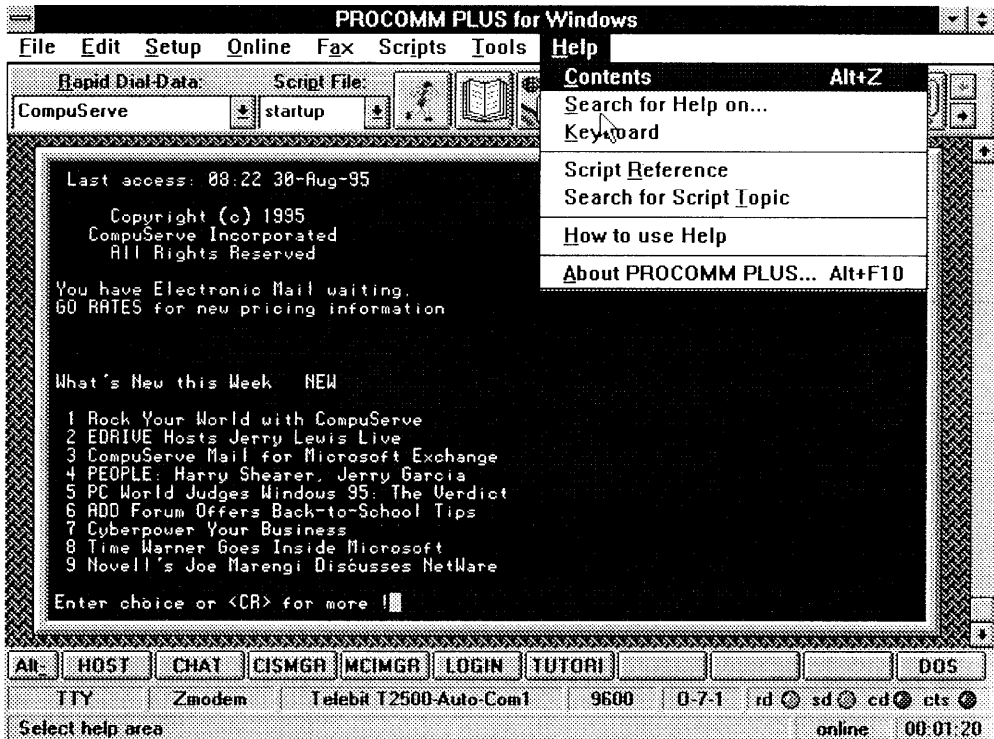 PROCOMM PLUS for Windows
File Edit Setup Online Fax Scripts Tools Help
Rapid Dial-Data: Script File:
CompuServe startup
Contents Alt+Z
Search for Help on...
Keyboard
Script Reference
Search for Script Topic
How to use Help
About PROCOMM PLUS... Alt+F10
Last access: 08:22 30-Aug-95
Copyright (c) 1995
CompuServe Incorporated
All Rights Reserved
You have Electronic Mail waiting.
GO RATES for new pricing information
What's New this Week NEW
1 Rock Your World with CompuServe
2 EDRIVE Hosts Jerry Lewis Live
3 CompuServe Mail for Microsoft Exchange
4 PEOPLE: Harry Shearer, Jerry Garcia
5 PC World Judges Windows 95: The Verdict
6 ADD Forum Offers Back-to-School Tips
7 Cyberpower Your Business
8 Time Warner Goes Inside Microsoft
9 Novell's Joe Marengi Discusses NetWare
Enter choice or <CR> for more !
Alt- HOST CHAT CISMGR MCIMGR LOGIN TUTORI DOS
TTY Zmodem Telebit T2500-Auto-Com1 9600 O-7-1 rd sd cd cts
Select help area online 00:01:20